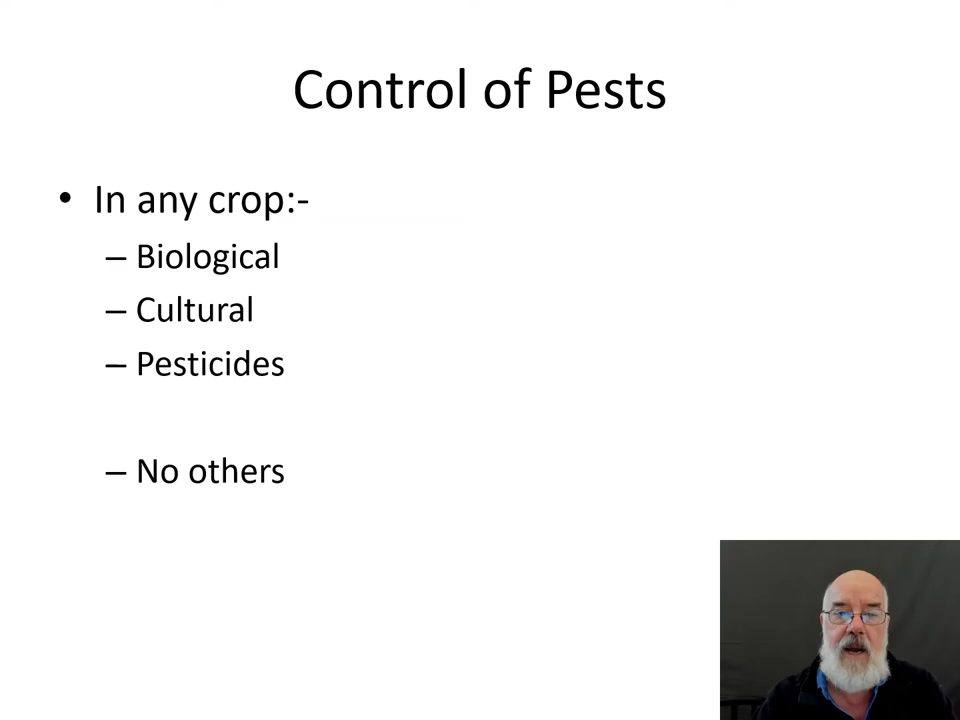 Control of Pests
• In any crop:-
– Biological
– Cultural
– Pesticides
– No others